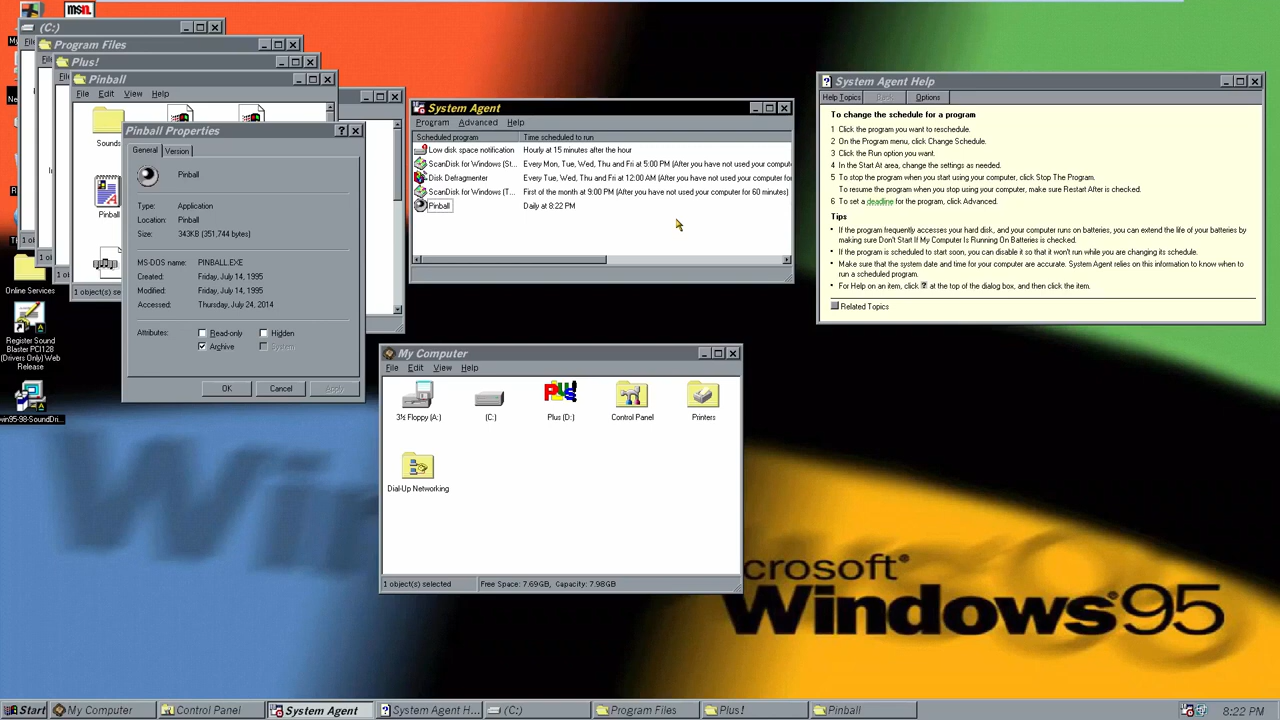 msn.
(C:)
Program Files
Plus!
Pinball
File Edit View Help
Sounds
Pinball
1 object(s) selected
Pinball Properties
General Version
Pinball
Type: Application
Location: Pinball
Size: 343KB (351,744 bytes)
MS-DOS name: PINBALL.EXE
Created: Friday, July 14, 1995
Modified: Friday, July 14, 1995
Accessed: Thursday, July 24, 2014
Attributes: Read-only Hidden
Archive System
OK Cancel Apply
Online Services
Register Sound
Blaster PCI128
(Drivers Only) Web
Release
win95-98-SoundDri...
System Agent
Program Advanced Help
Scheduled program Time scheduled to run
Low disk space notification Hourly at 15 minutes after the hour
ScanDisk for Windows (St... Every Mon, Tue, Wed, Thu and Fri at 5:00 PM (After you have not used your comput
Disk Defragmenter Every Tue, Wed, Thu and Fri at 12:00 AM (After you have not used your computer for
ScanDisk for Windows (T... First of the month at 9:00 PM (After you have not used your computer for 60 minutes)
Pinball Daily at 8:22 PM
System Agent Help
Help Topics Back Options
To change the schedule for a program
1 Click the program you want to reschedule.
2 On the Program menu, click Change Schedule.
3 Click the Run option you want.
4 In the Start At area, change the settings as needed.
5 To stop the program when you start using your computer, click Stop The Program.
To resume the program when you stop using your computer, make sure Restart After is checked.
6 To set a deadline for the program, click Advanced.
Tips
• If the program frequently accesses your hard disk, and your computer runs on batteries, you can extend the life of your batteries by
making sure Don't Start If My Computer Is Running On Batteries is checked.
• If the program is scheduled to start soon, you can disable it so that it won't run while you are changing its schedule.
• Make sure that the system date and time for your computer are accurate. System Agent relies on this information to know when to
run a scheduled program.
• For Help on an item, click ? at the top of the dialog box, and then click the item.
Related Topics
My Computer
File Edit View Help
3½ Floppy (A:) (C:) Plus (D:) Control Panel Printers
Dial-Up Networking
1 object(s) selected Free Space: 7.69GB, Capacity: 7.98GB
Win
crosoft®
Windows®95
Start My Computer Control Panel System Agent System Agent H... (C:) Program Files Plus! Pinball 8:22 PM